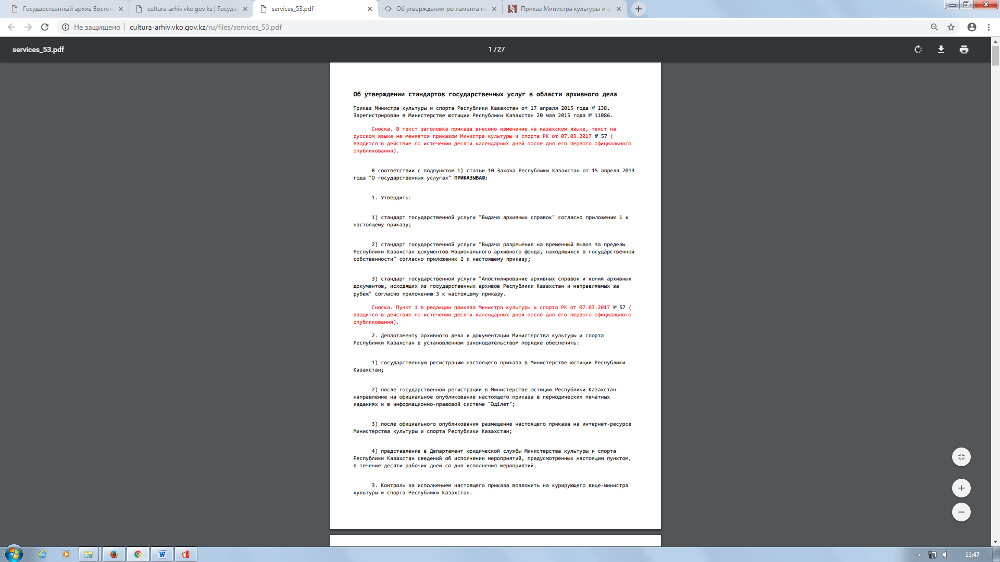 Государственный архив Восточ
cultura-arhiv.vko.gov.kz | Госуда
services_53.pdf
Об утверждении регламента го
Приказ Министра культуры и с
Не защищено
cultura-arhiv.vko.gov.kz/ru/files/services_53.pdf
services_53.pdf
1 / 27
Об утверждении стандартов государственных услуг в области архивного дела
Приказ Министра культуры и спорта Республики Казахстан от 17 апреля 2015 года № 138.
Зарегистрирован в Министерстве юстиции Республики Казахстан 20 мая 2015 года № 11086.
Сноска. В текст заголовка приказа внесено изменение на казахском языке, текст на
русском языке не меняется приказом Министра культуры и спорта РК от 07.03.2017 № 57 (
вводится в действие по истечении десяти календарных дней после дня его первого официального
опубликования).
В соответствии с подпунктом 1) статьи 10 Закона Республики Казахстан от 15 апреля 2013
года "О государственных услугах" ПРИКАЗЫВАЮ:
1. Утвердить:
1) стандарт государственной услуги "Выдача архивных справок" согласно приложению 1 к
настоящему приказу;
2) стандарт государственной услуги "Выдача разрешения на временный вывоз за пределы
Республики Казахстан документов Национального архивного фонда, находящихся в государственной
собственности" согласно приложению 2 к настоящему приказу;
3) стандарт государственной услуги "Апостилирование архивных справок и копий архивных
документов, исходящих из государственных архивов Республики Казахстан и направляемых за
рубеж" согласно приложению 3 к настоящему приказу.
Сноска. Пункт 1 в редакции приказа Министра культуры и спорта РК от 07.03.2017 № 57 (
вводится в действие по истечении десяти календарных дней после дня его первого официального
опубликования).
2. Департаменту архивного дела и документации Министерства культуры и спорта
Республики Казахстан в установленном законодательством порядке обеспечить:
1) государственную регистрацию настоящего приказа в Министерстве юстиции Республики
Казахстан;
2) после государственной регистрации в Министерстве юстиции Республики Казахстан
направление на официальное опубликование настоящего приказа в периодических печатных
изданиях и в информационно-правовой системе "Әділет";
3) после официального опубликования размещение настоящего приказа на интернет-ресурсе
Министерства культуры и спорта Республики Казахстан;
4) представление в Департамент юридической службы Министерства культуры и спорта
Республики Казахстан сведений об исполнении мероприятий, предусмотренных настоящим пунктом,
в течение десяти рабочих дней со дня исполнения мероприятий.
3. Контроль за исполнением настоящего приказа возложить на курирующего вице-министра
культуры и спорта Республики Казахстан.
11:47